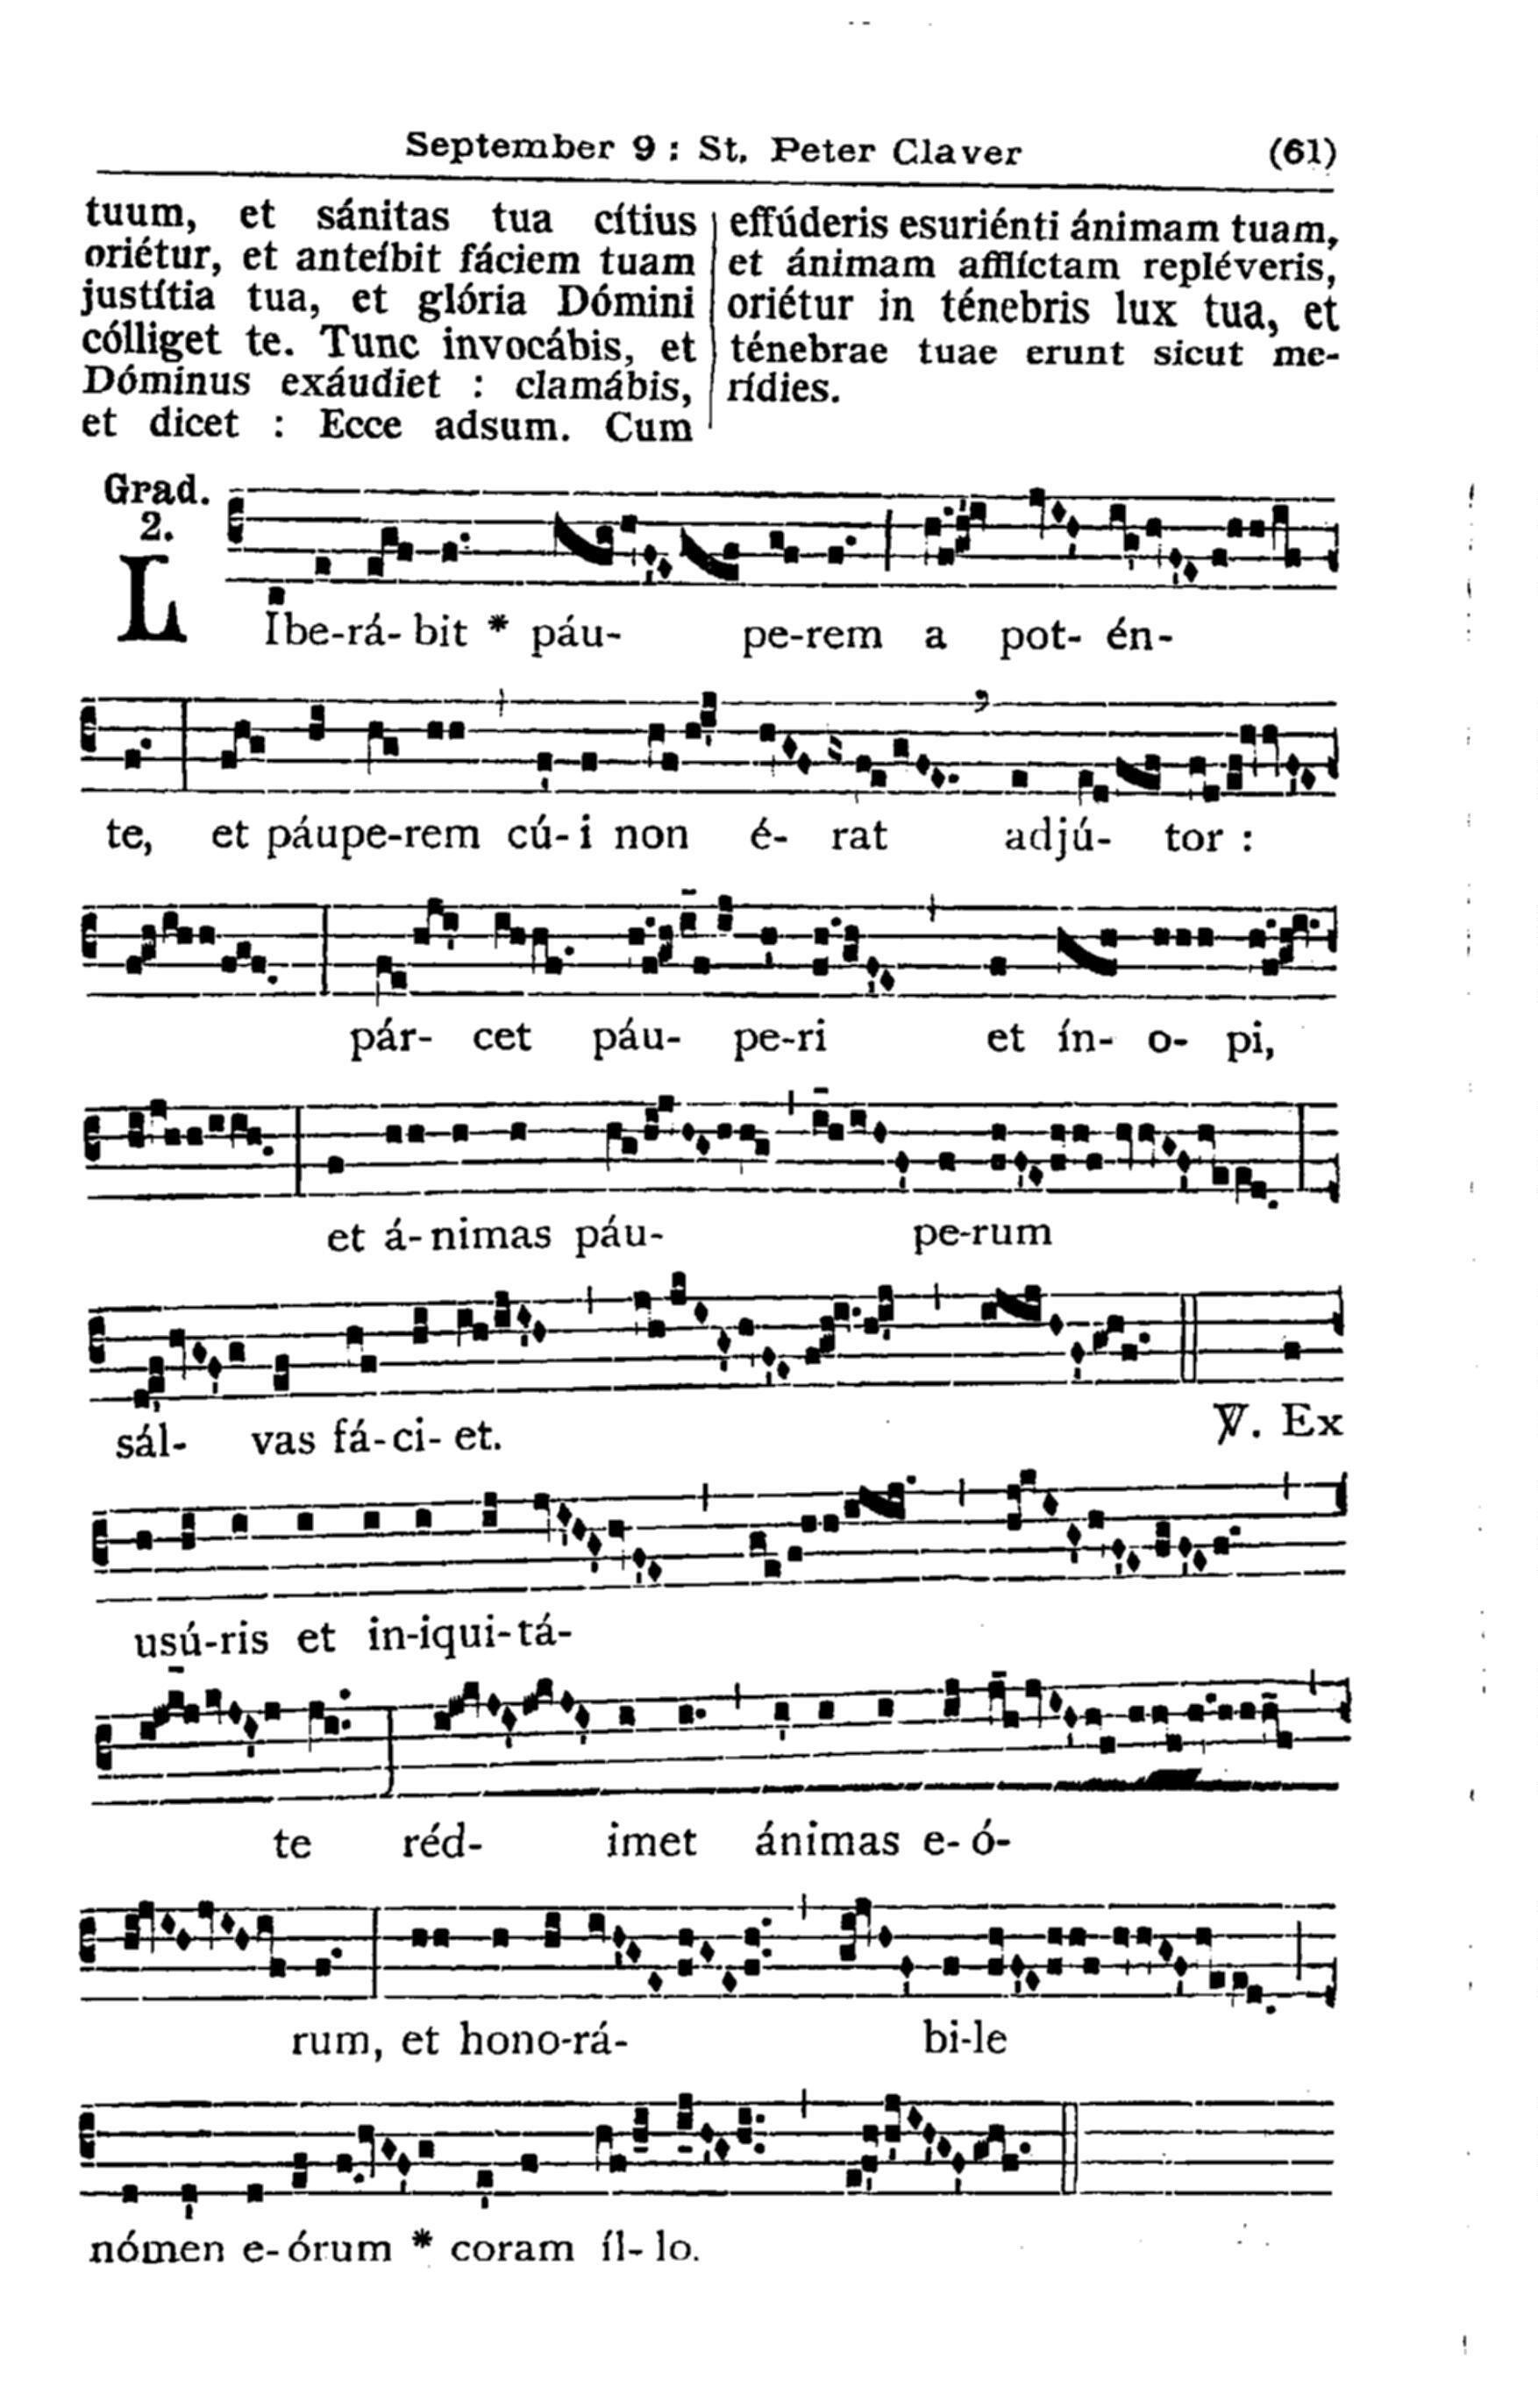 September 9 : St. Peter Claver (61)
tuum, et sánitas tua cítius
oriétur, et anteíbit fáciem tuam
justítia tua, et glória Dómini
cólliget te. Tunc invocábis, et
Dóminus exáudiet : clamábis,
et dicet : Ecce adsum. Cum
effúderis esuriénti ánimam tuam,
et ánimam afflíctam repléveris,
oriétur in ténebris lux tua, et
ténebrae tuae erunt sicut me-
rídies.
Grad.
2.
LIbe-rá- bit * páu- pe-rem a pot- én-
te, et páupe-rem cú- i non é- rat adjú- tor :
pár- cet páu- pe-ri et ín- o- pi,
et á- nimas páu- pe-rum
sál- vas fá-ci- et. ℣. Ex
usú-ris et in-iqui-tá-
te réd- imet ánimas e- ó-
rum, et hono-rá- bi-le
nómen e- órum * coram íl- lo.